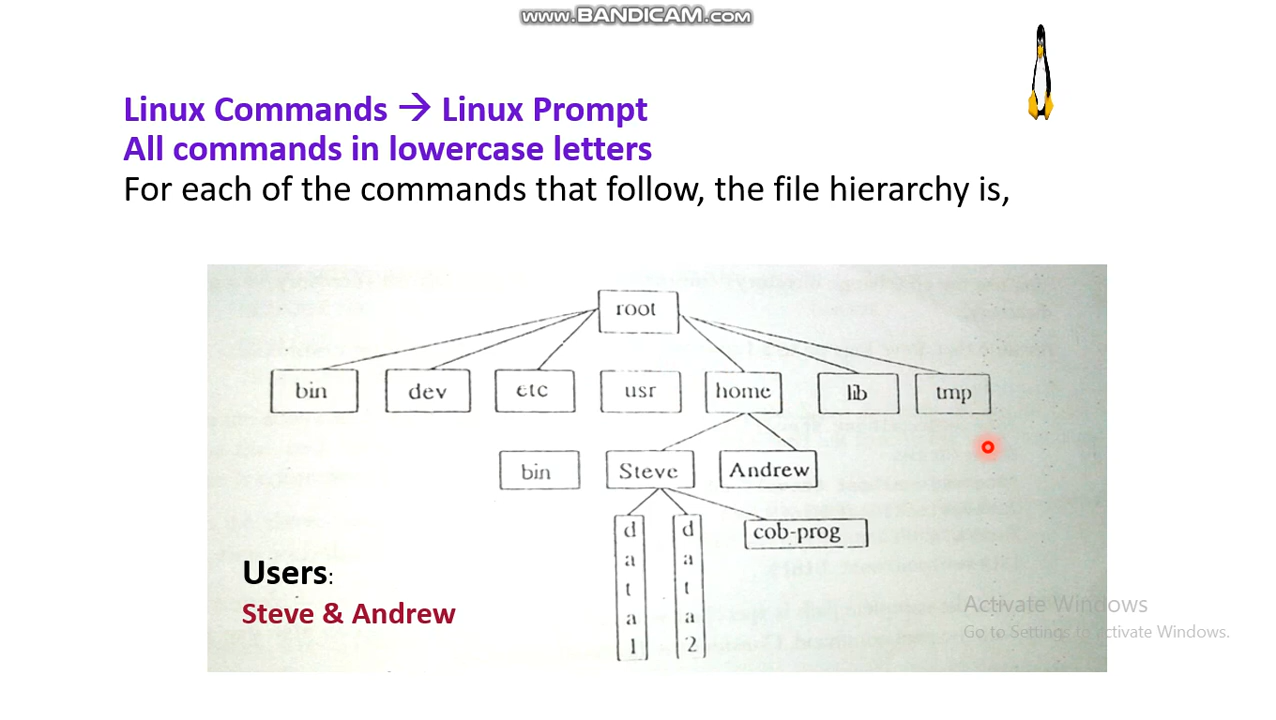 www.BANDICAM.com
Linux Commands → Linux Prompt
All commands in lowercase letters
For each of the commands that follow, the file hierarchy is,
root
bin
dev
etc
usr
home
lib
tmp
bin
Steve
Andrew
data1
data2
cob-prog
Users:
Steve & Andrew
Activate Windows
Go to Settings to Activate Windows.